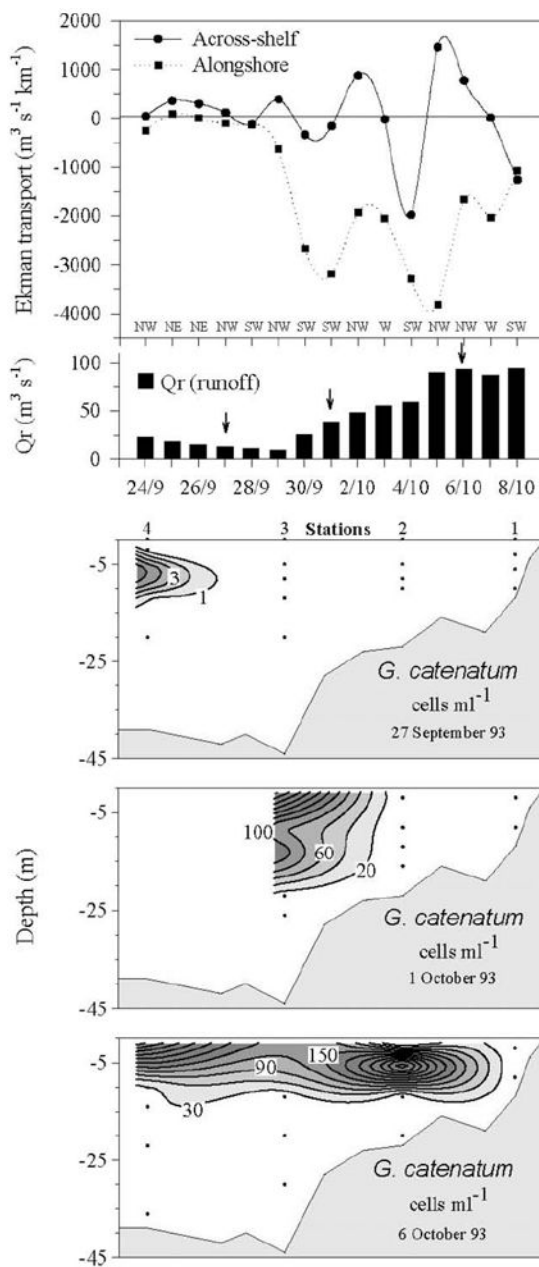 2000
Across-shelf
Alongshore
1000
0
-1000
-2000
-3000
-4000
Ekman transport (m³ s⁻¹ km⁻¹)
NW NE NE NW SW NW SW SW NW W SW NW NW W SW
100
50
0
Qr (m³ s⁻¹)
Qr (runoff)
24/9 26/9 28/9 30/9 2/10 4/10 6/10 8/10
4 3 Stations 2 1
-5
-25
-45
3
1
G. catenatum
cells ml⁻¹
27 September 93
Depth (m)
-5
-25
-45
100
60
20
G. catenatum
cells ml⁻¹
1 October 93
-5
-25
-45
150
90
30
G. catenatum
cells ml⁻¹
6 October 93